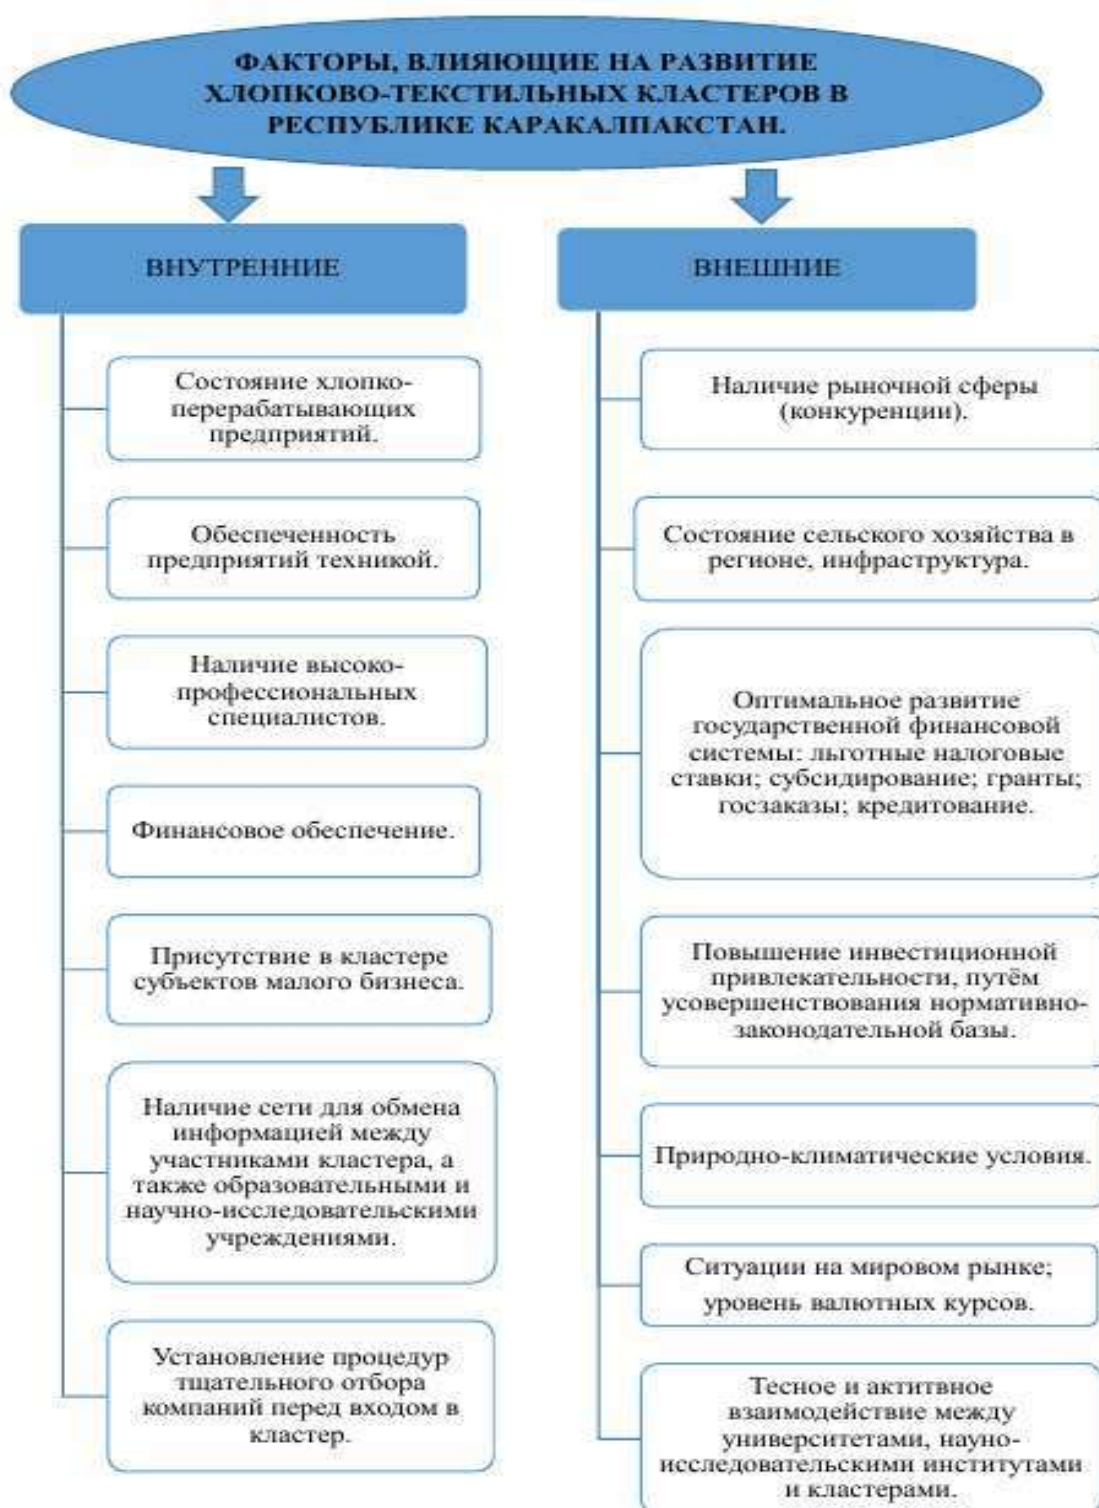 ФАКТОРЫ, ВЛИЯЮЩИЕ НА РАЗВИТИЕ
ХЛОПКОВО-ТЕКСТИЛЬНЫХ КЛАСТЕРОВ В
РЕСПУБЛИКЕ КАРАКАЛПАКСТАН.
ВНУТРЕННИЕ
Состояние хлопко-
перерабатывающих
предприятий.
Обеспеченность
предприятий техникой.
Наличие высоко-
профессиональных
специалистов.
Финансовое обеспечение.
Присутствие в кластере
субъектов малого бизнеса.
Наличие сети для обмена
информацией между
участниками кластера, а
также образовательными и
научно-исследовательскими
учреждениями.
Установление процедур
тщательного отбора
компаний перед входом в
кластер.
ВНЕШНИЕ
Наличие рыночной сферы
(конкуренции).
Состояние сельского хозяйства в
регионе, инфраструктура.
Оптимальное развитие
государственной финансовой
системы: льготные налоговые
ставки; субсидирование; гранты;
госзаказы; кредитование.
Повышение инвестиционной
привлекательности, путём
усовершенствования нормативно-
законодательной базы.
Природно-климатические условия.
Ситуации на мировом рынке;
уровень валютных курсов.
Тесное и актитвное
взаимодействие между
университетами, науно-
исследовательскими институтами
и кластерами.